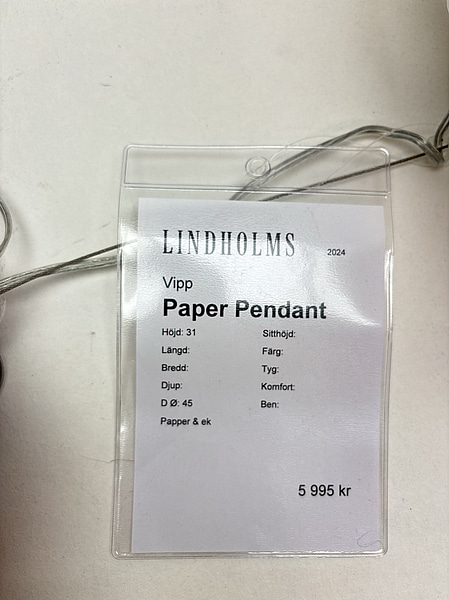 LINDHOLMS 2024
Vipp
Paper Pendant
Höjd: 31 Sitthöjd:
Längd: Färg:
Bredd: Tyg:
Djup: Komfort:
D Ø: 45 Ben:
Papper & ek
5 995 kr